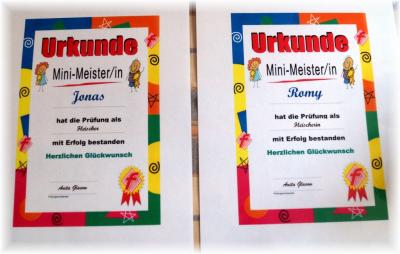 Urkunde
Mini-Meister/in
Jonas
hat die Prüfung als
Fleischer
mit Erfolg bestanden
Herzlichen Glückwunsch
Urkunde
Mini-Meister/in
Romy
hat die Prüfung als
Fleischerin
mit Erfolg bestanden
Herzlichen Glückwunsch